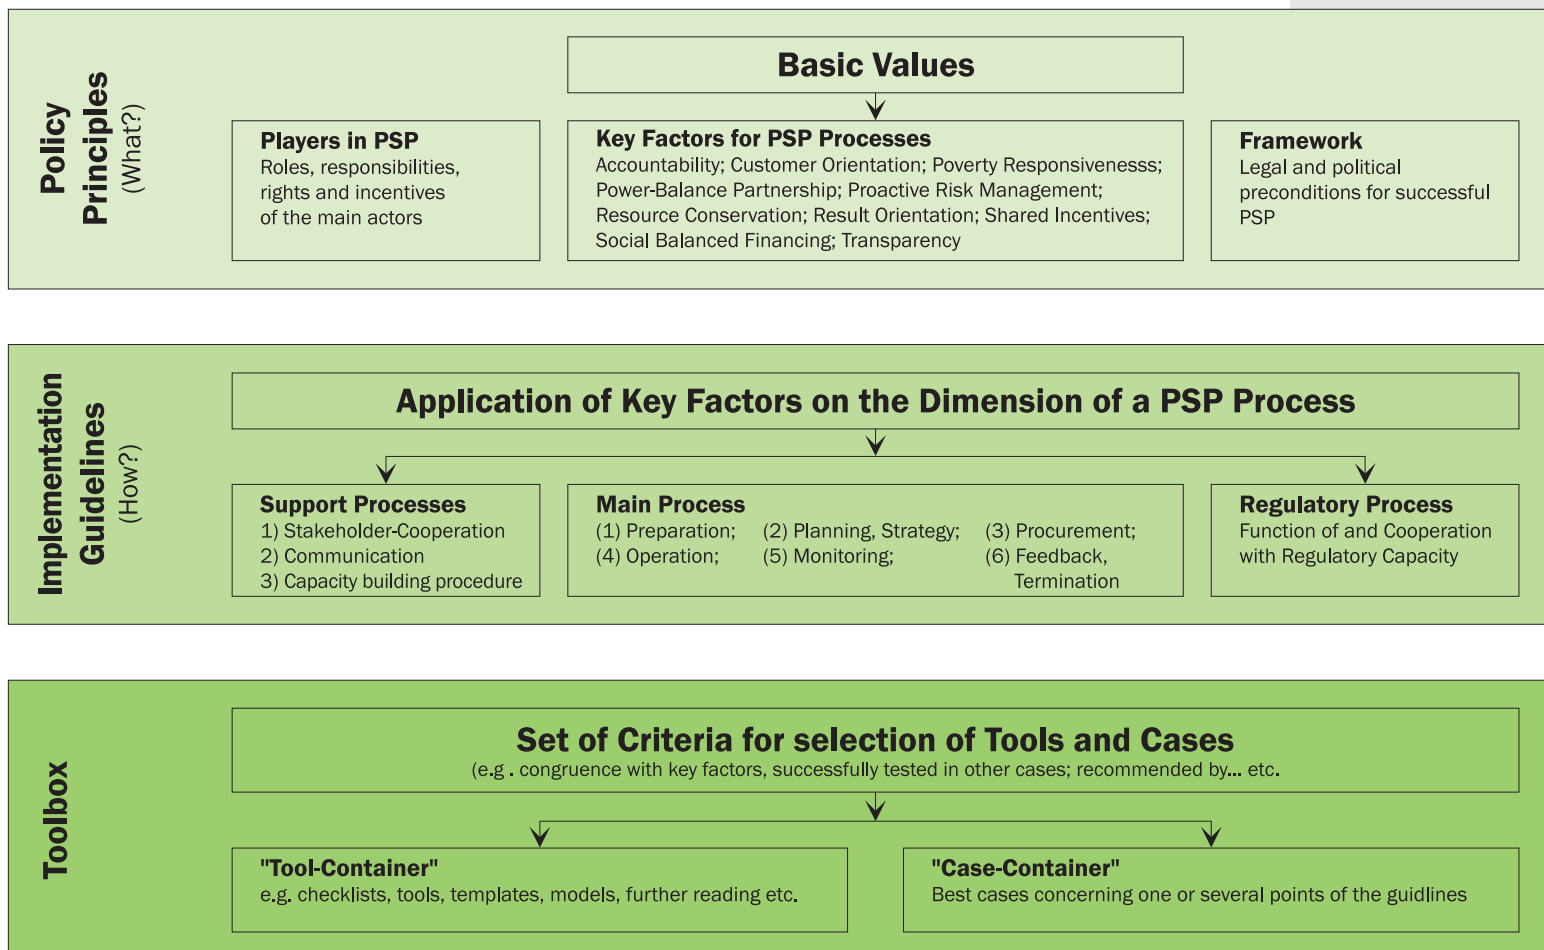 Policy
Principles
(What?)
Basic Values
Players in PSP
Roles, responsibilities,
rights and incentives
of the main actors
Key Factors for PSP Processes
Accountability; Customer Orientation; Poverty Responsivenesss;
Power-Balance Partnership; Proactive Risk Management;
Resource Conservation; Result Orientation; Shared Incentives;
Social Balanced Financing; Transparency
Framework
Legal and political
preconditions for successful
PSP
Implementation
Guidelines
(How?)
Application of Key Factors on the Dimension of a PSP Process
Support Processes
1) Stakeholder-Cooperation
2) Communication
3) Capacity building procedure
Main Process
(1) Preparation; (2) Planning, Strategy; (3) Procurement;
(4) Operation; (5) Monitoring; (6) Feedback,
Termination
Regulatory Process
Function of and Cooperation
with Regulatory Capacity
Toolbox
Set of Criteria for selection of Tools and Cases
(e.g . congruence with key factors, successfully tested in other cases; recommended by... etc.
"Tool-Container"
e.g. checklists, tools, templates, models, further reading etc.
"Case-Container"
Best cases concerning one or several points of the guidlines